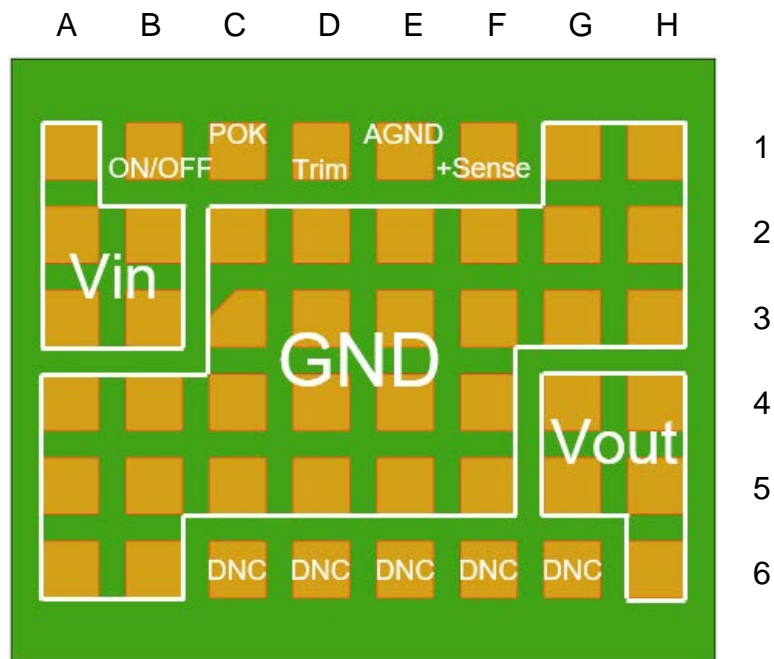 A B C D E F G H
POK AGND 1
ON/OFF Trim +Sense
2
Vin
3
GND
4
Vout
5
DNC DNC DNC DNC DNC 6